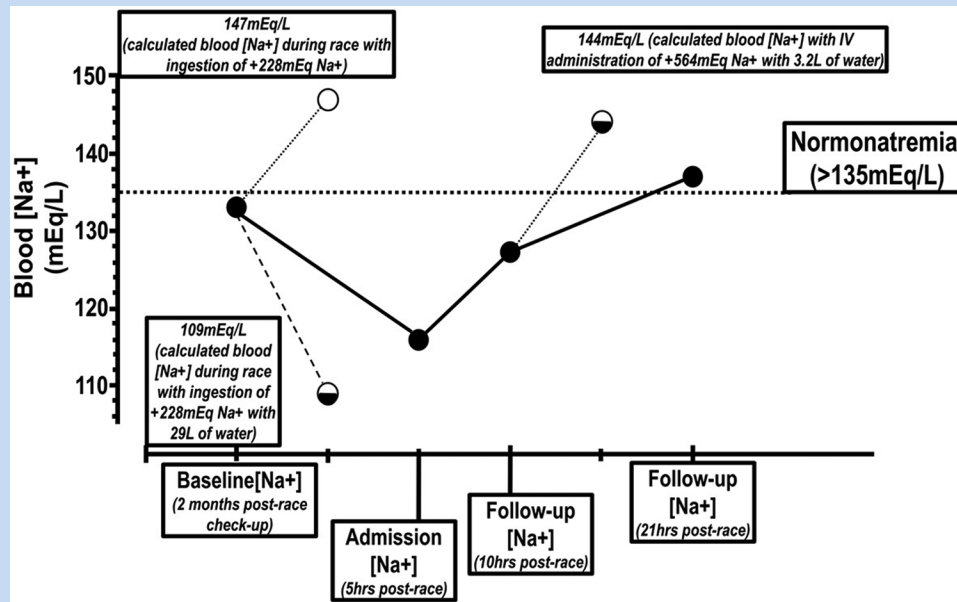 147mEq/L
(calculated blood [Na+] during race with
ingestion of +228mEq Na+)
144mEq/L (calculated blood [Na+] with IV
administration of +564mEq Na+ with 3.2L of water)
Normonatremia
(>135mEq/L)
Blood [Na+]
(mEq/L)
150
140
130
120
110
109mEq/L
(calculated blood
[Na+] during race
with ingestion of
+228mEq Na+ with
29L of water)
Baseline[Na+]
(2 months post-race
check-up)
Admission
[Na+]
(5hrs post-race)
Follow-up
[Na+]
(10hrs post-race)
Follow-up
[Na+]
(21hrs post-race)